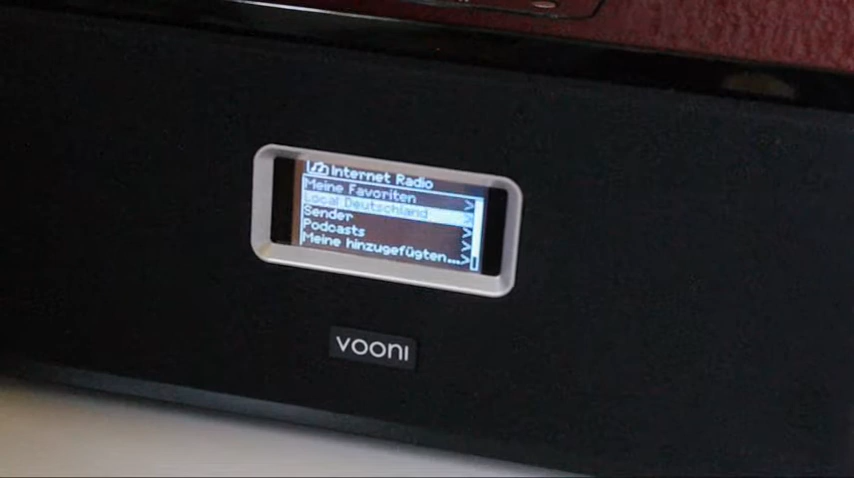 Internet Radio
Meine Favoriten >
Local Deutschland >
Sender >
Podcasts >
Meine hinzugefügten...>
vooni